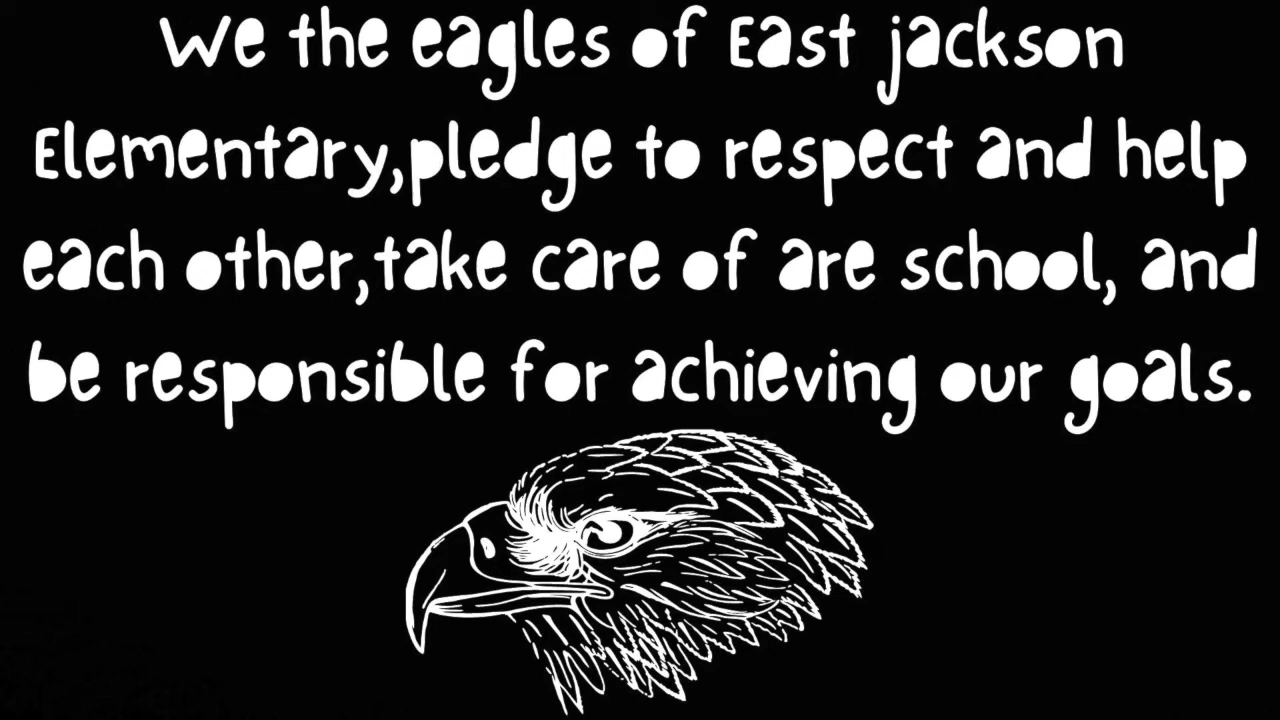 We the eagles of East jackson
Elementary,pledge to respect and help
each other,take care of are school, and
be responsible for achieving our goals.